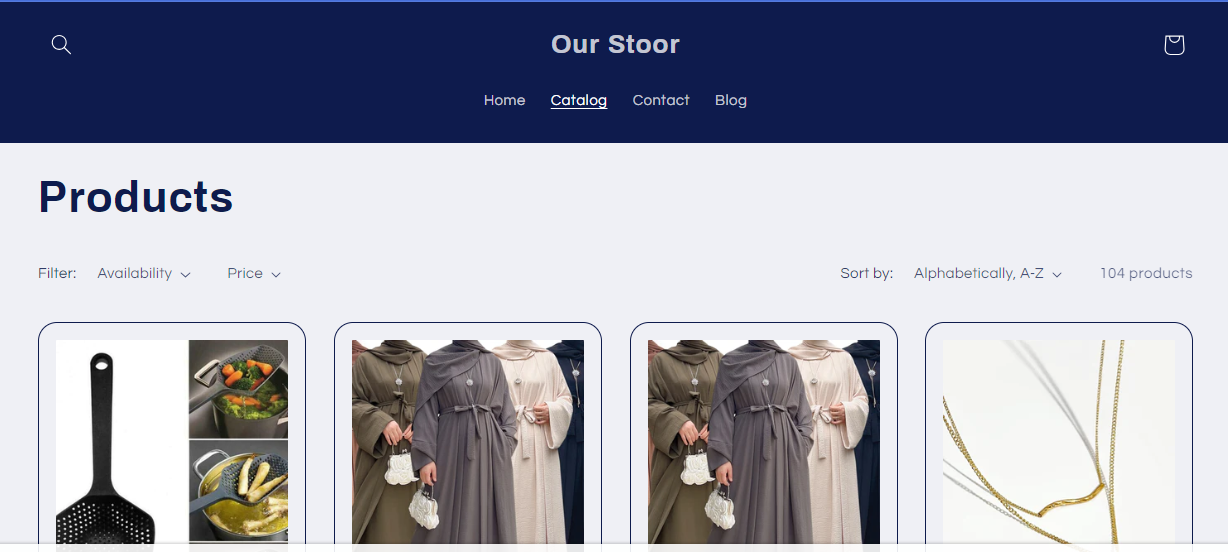 Our Stoor
Home Catalog Contact Blog
Products
Filter: Availability Price Sort by: Alphabetically, A-Z 104 products